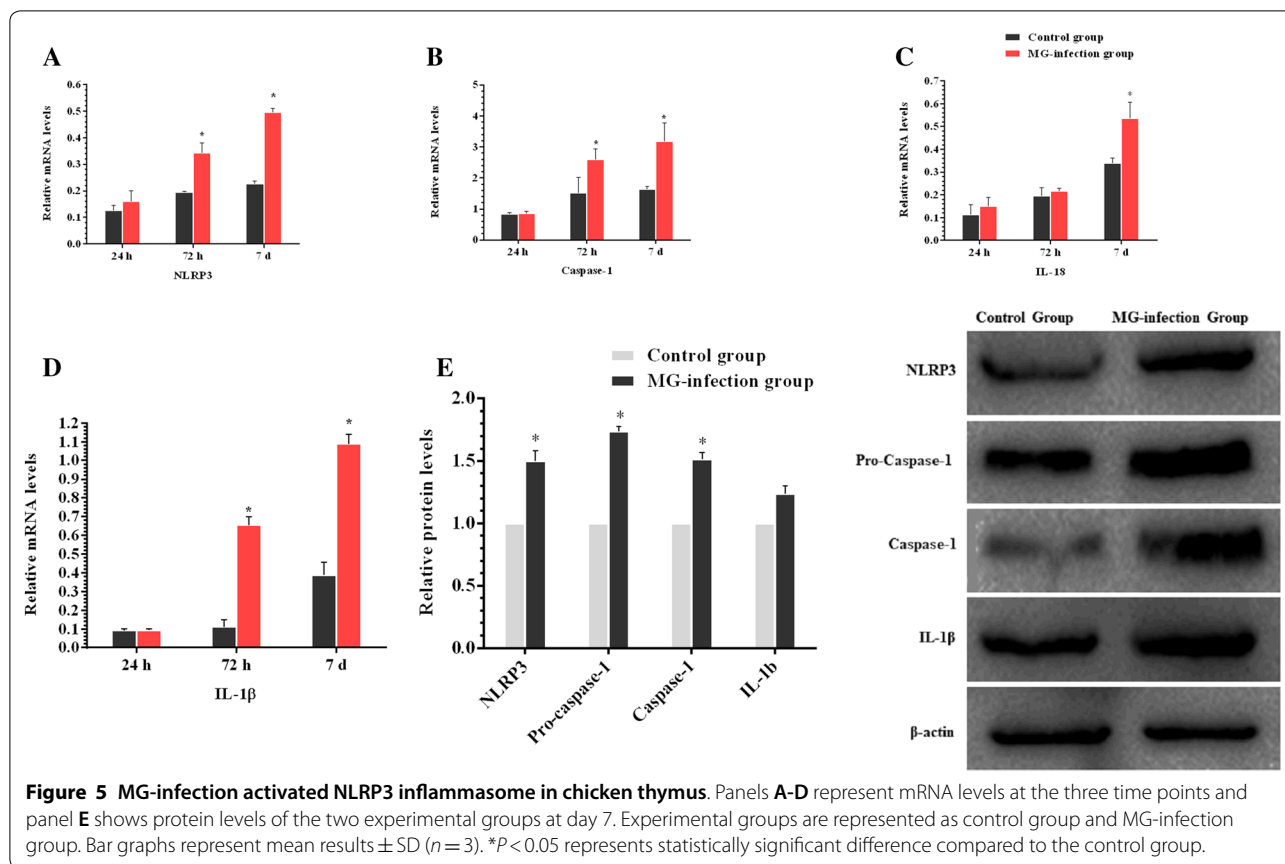 Control group
MG-infection group
A
Relative mRNA levels
0.6
0.5
0.4
0.3
0.2
0.1
0.0
*
*
24 h
72 h
7 d
NLRP3
B
Relative mRNA levels
5
4
3
2
1
0
*
*
24 h
72 h
7 d
Caspase-1
C
Relative mRNA levels
0.7
0.6
0.5
0.4
0.3
0.2
0.1
0.0
*
24 h
72 h
7 d
IL-18
D
Relative mRNA levels
1.2
1.1
1.0
0.9
0.8
0.7
0.6
0.5
0.4
0.3
0.2
0.1
0.0
*
*
24 h
72 h
7 d
IL-1β
E
Control group
MG-infection group
Relative protein levels
2.0
1.5
1.0
0.5
0.0
*
*
*
NLRP3
Pro-caspase-1
Caspase-1
IL-1b
Control Group
MG-infection Group
NLRP3
Pro-Caspase-1
Caspase-1
IL-1β
β-actin
Figure 5 MG-infection activated NLRP3 inflammasome in chicken thymus. Panels A-D represent mRNA levels at the three time points and
panel E shows protein levels of the two experimental groups at day 7. Experimental groups are represented as control group and MG-infection
group. Bar graphs represent mean results ± SD (n = 3). *P < 0.05 represents statistically significant difference compared to the control group.